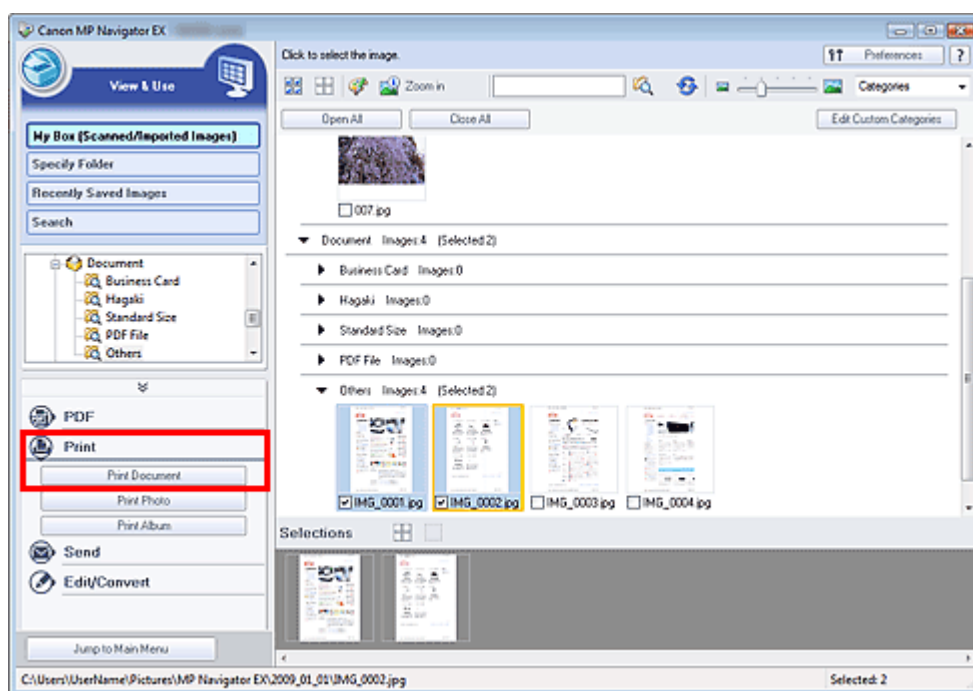 Canon MP Navigator EX
View & Use
My Box (Scanned/Imported Images)
Specify Folder
Recently Saved Images
Search
Document
Business Card
Hagaki
Standard Size
PDF File
Others
PDF
Print
Print Document
Print Photo
Print Album
Send
Edit/Convert
Jump to Main Menu
Click to select the image.
Preferences
?
Zoom in
Categories
Open All
Close All
Edit Custom Categories
007.jpg
Document Images:4 (Selected:2)
Business Card Images:0
Hagaki Images:0
Standard Size Images:0
PDF File Images:0
Others Images:4 (Selected:2)
IMG_0001.jpg IMG_0002.jpg IMG_0003.jpg IMG_0004.jpg
Selections
C:\Users\UserName\Pictures\MP Navigator EX\2009_01_01\IMG_0002.jpg
Selected: 2